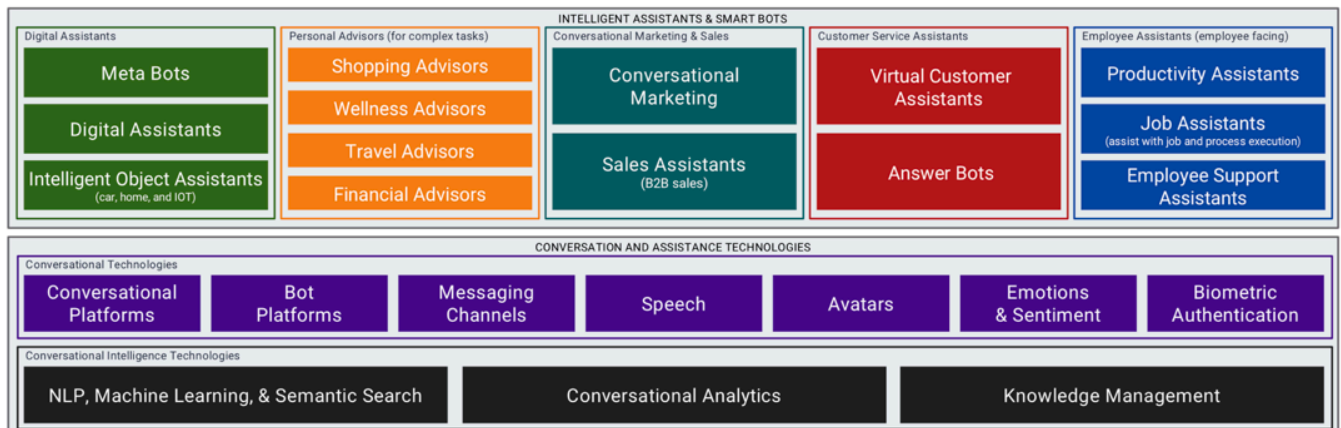 INTELLIGENT ASSISTANTS & SMART BOTS
Digital Assistants
Meta Bots
Digital Assistants
Intelligent Object Assistants
(car, home, and IOT)
Personal Advisors (for complex tasks)
Shopping Advisors
Wellness Advisors
Travel Advisors
Financial Advisors
Conversational Marketing & Sales
Conversational
Marketing
Sales Assistants
(B2B sales)
Customer Service Assistants
Virtual Customer
Assistants
Answer Bots
Employee Assistants (employee facing)
Productivity Assistants
Job Assistants
(assist with job and process execution)
Employee Support
Assistants
CONVERSATION AND ASSISTANCE TECHNOLOGIES
Conversational Technologies
Conversational
Platforms
Bot
Platforms
Messaging
Channels
Speech
Avatars
Emotions
& Sentiment
Biometric
Authentication
Conversational Intelligence Technologies
NLP, Machine Learning, & Semantic Search
Conversational Analytics
Knowledge Management